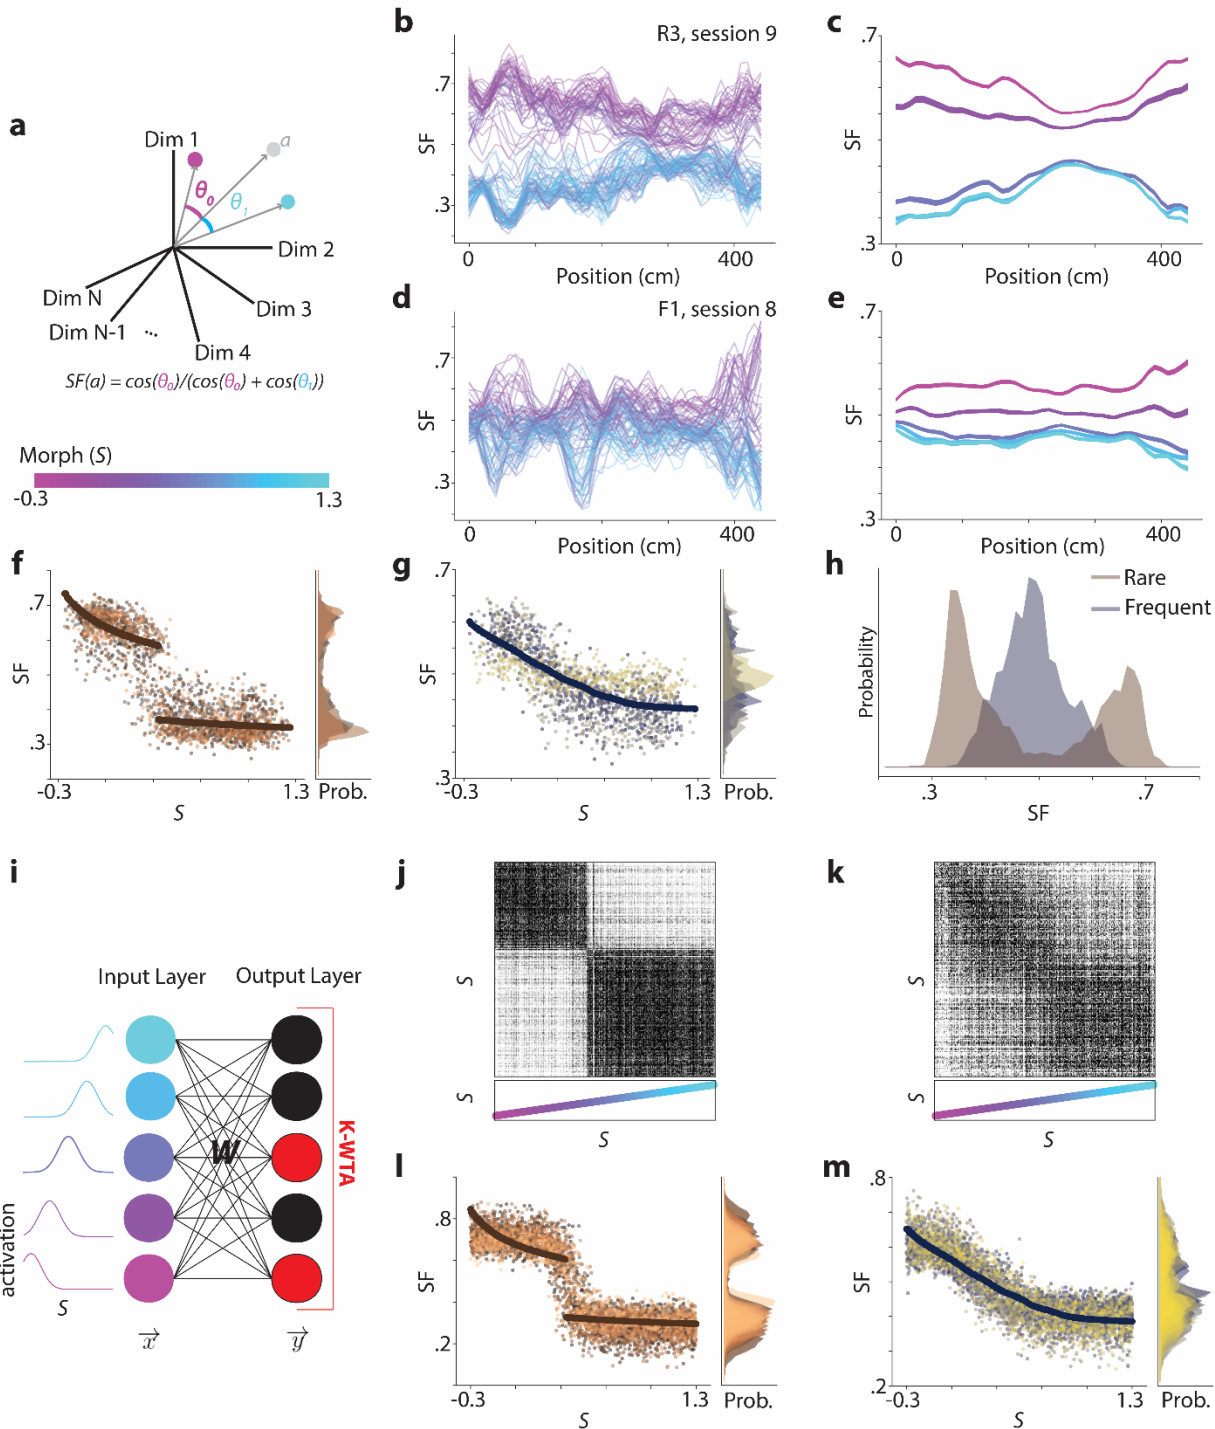 a
Dim 1
a
θ₀
θ₁
Dim 2
Dim 3
Dim 4
...
Dim N-1
Dim N
SF(a) = cos(θ₀)/(cos(θ₀) + cos(θ₁))
Morph (S)
-0.3 1.3
b
R3, session 9
SF
.7
.3
0 400
Position (cm)
c
SF
.7
.3
0 400
Position (cm)
d
F1, session 8
SF
.7
.3
0 400
Position (cm)
e
SF
.7
.3
0 400
Position (cm)
f
SF
.7
.3
-0.3 1.3 Prob.
S
g
SF
.7
.3
-0.3 1.3 Prob.
S
h
Rare
Frequent
Probability
.3 .7
SF
i
Input Layer Output Layer
W
K-WTA
activation
S
x y
j
S
S
S
k
S
S
S
l
SF
.8
.2
-0.3 1.3 Prob.
S
m
SF
.8
.2
-0.3 1.3 Prob.
S